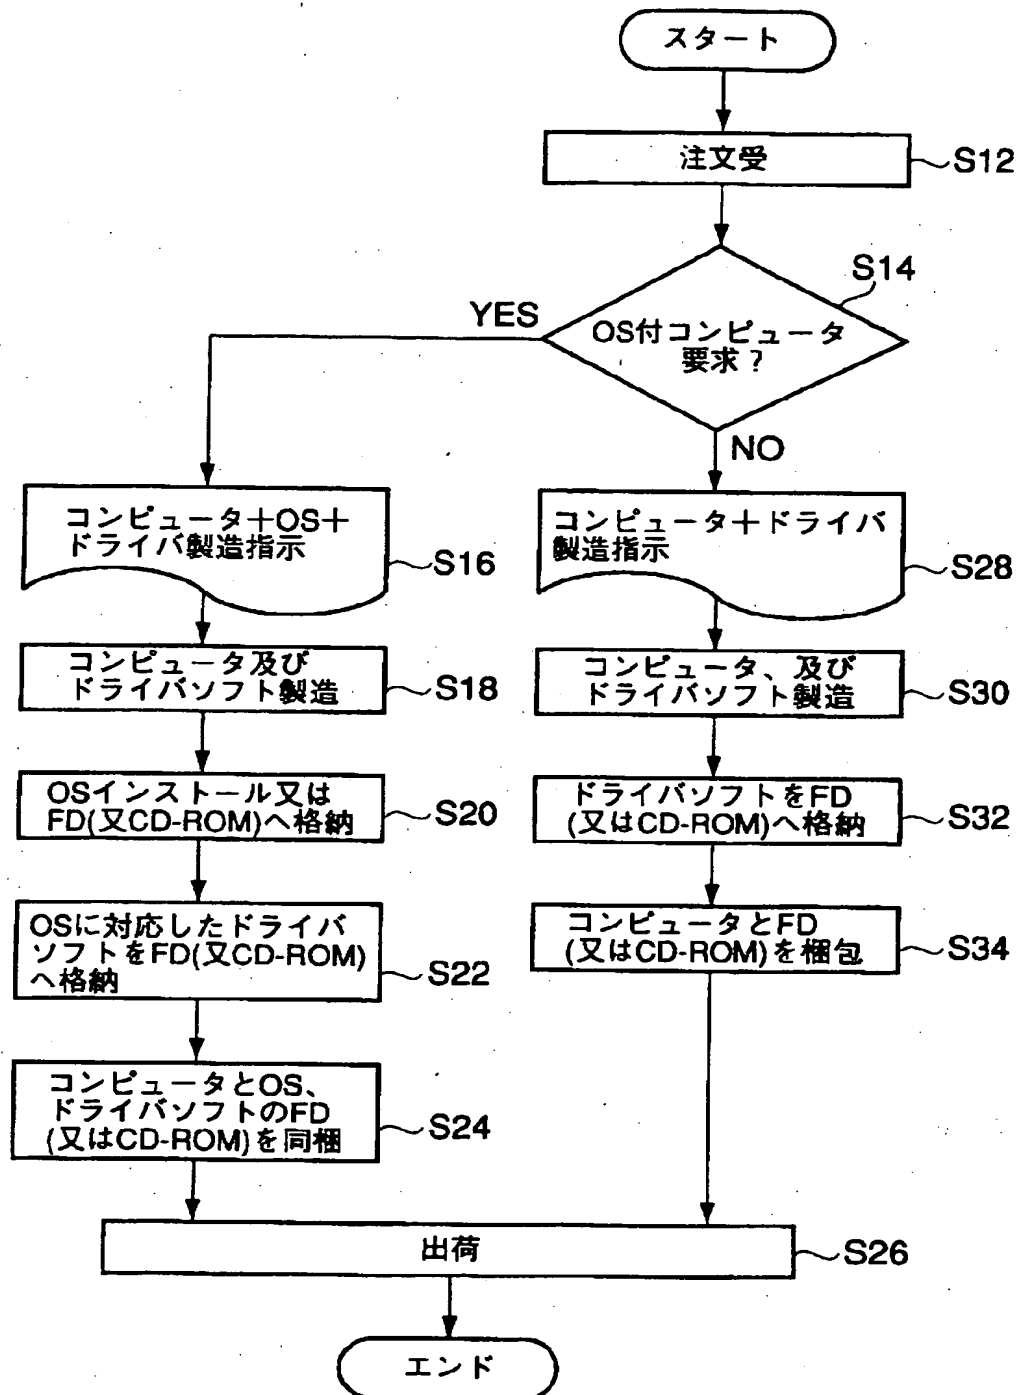 スタート
注文受
S12
S14
YES
OS付コンピュータ
要求？
NO
コンピュータ＋OS＋
ドライバ製造指示
S16
コンピュータ及び
ドライバソフト製造
S18
OSインストール又は
FD(又CD-ROM)へ格納
S20
OSに対応したドライバ
ソフトをFD(又CD-ROM)
へ格納
S22
コンピュータとOS、
ドライバソフトのFD
(又はCD-ROM)を同梱
S24
コンピュータ＋ドライバ
製造指示
S28
コンピュータ、及び
ドライバソフト製造
S30
ドライバソフトをFD
(又はCD-ROM)へ格納
S32
コンピュータとFD
(又はCD-ROM)を梱包
S34
出荷
S26
エンド